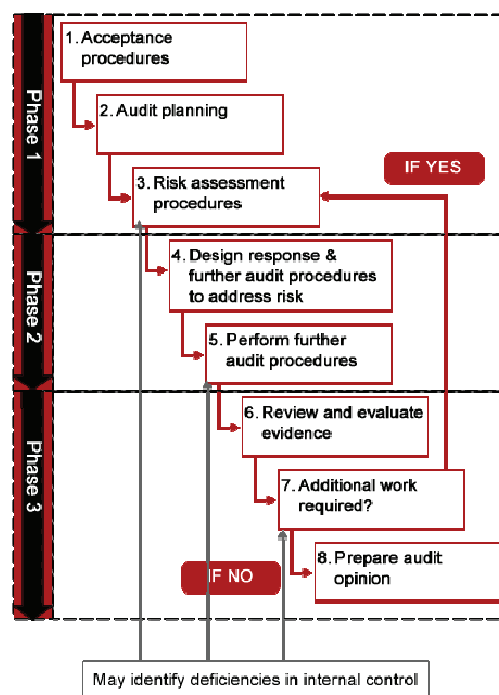 Phase 1
1. Acceptance
procedures
2. Audit planning
3. Risk assessment
procedures
IF YES
Phase 2
4. Design response &
further audit procedures
to address risk
5. Perform further
audit procedures
Phase 3
6. Review and evaluate
evidence
7. Additional work
required?
IF NO
8. Prepare audit
opinion
May identify deficiencies in internal control